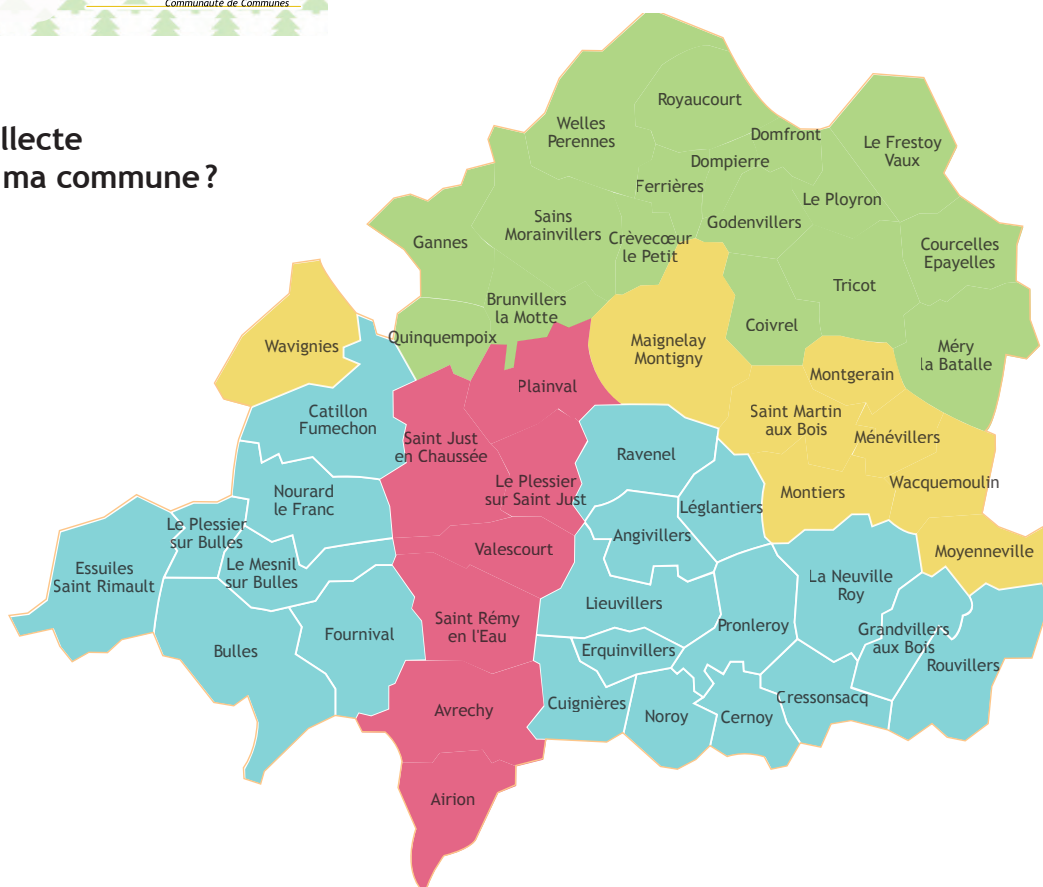 Communauté de Communes
llecte
ma commune ?
Royaucourt
Welles
Perennes
Domfront
Le Frestoy
Vaux
Dompierre
Ferrières
Le Ployron
Sains
Morainvillers
Godenvillers
Gannes
Crèvecœur
le Petit
Courcelles
Epayelles
Tricot
Brunvillers
la Motte
Coivrel
Quinquempoix
Wavignies
Maignelay
Montigny
Méry
la Batalle
Montgerain
Plainval
Catillon
Fumechon
Saint Martin
aux Bois
Saint Just
en Chaussée
Ménévillers
Ravenel
Wacquemoulin
Le Plessier
sur Saint Just
Nourard
le Franc
Montiers
Léglantiers
Le Plessier
sur Bulles
Angivillers
Valescourt
Moyenneville
Essuiles
Saint Rimault
Le Mesnil
sur Bulles
La Neuville
Roy
Lieuvillers
Saint Rémy
en l'Eau
Pronleroy
Fournival
Grandvillers
aux Bois
Bulles
Erquinvillers
Rouvillers
Cressonsacq
Cuignières
Avrechy
Noroy
Cernoy
Airion